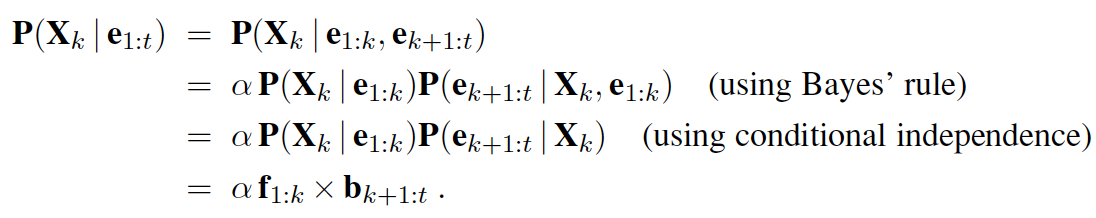 P(X_k | e_{1:t}) = P(X_k | e_{1:k}, e_{k+1:t})
= α P(X_k | e_{1:k})P(e_{k+1:t} | X_k, e_{1:k}) (using Bayes' rule)
= α P(X_k | e_{1:k})P(e_{k+1:t} | X_k) (using conditional independence)
= α f_{1:k} × b_{k+1:t} .